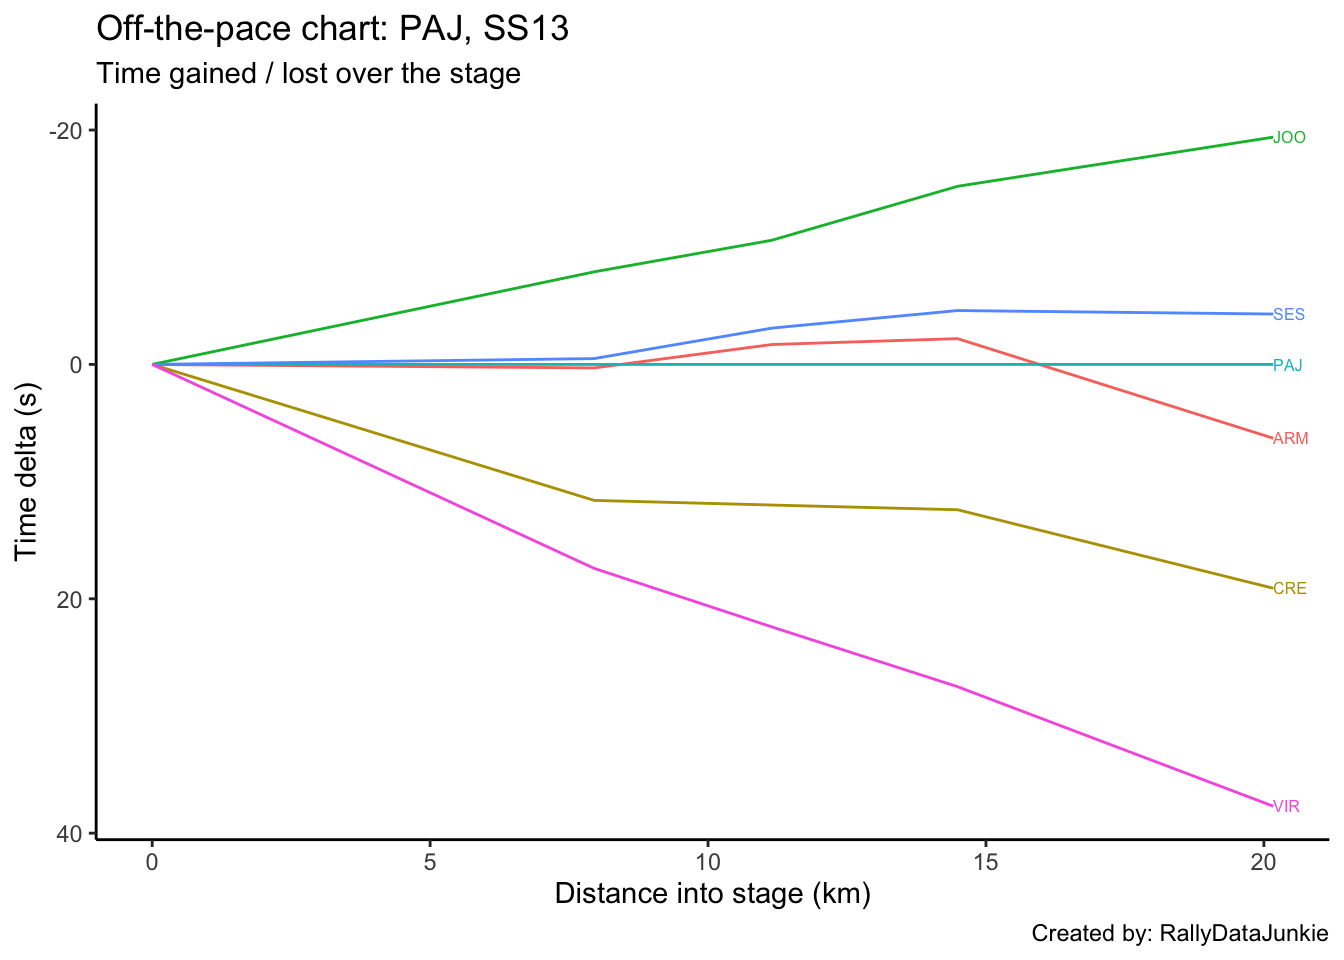 Off-the-pace chart: PAJ, SS13
Time gained / lost over the stage
-20
0
20
40
Time delta (s)
JOO
SES
PAJ
ARM
CRE
VIR
0 5 10 15 20
Distance into stage (km)
Created by: RallyDataJunkie